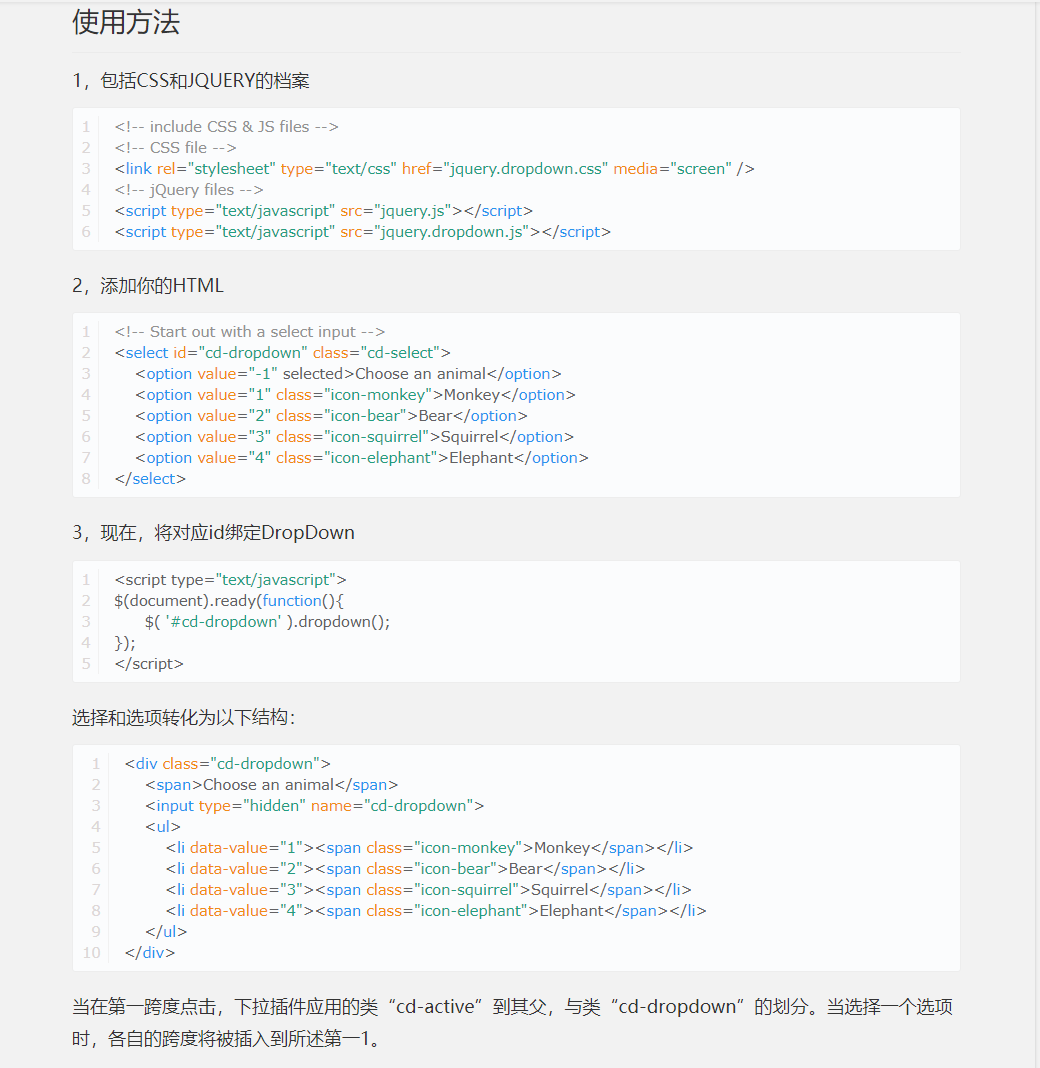 使用方法
1，包括CSS和JQUERY的档案
1 <!-- include CSS & JS files -->
2 <!-- CSS file -->
3 <link rel="stylesheet" type="text/css" href="jquery.dropdown.css" media="screen" />
4 <!-- jQuery files -->
5 <script type="text/javascript" src="jquery.js"></script>
6 <script type="text/javascript" src="jquery.dropdown.js"></script>
2，添加你的HTML
1 <!-- Start out with a select input -->
2 <select id="cd-dropdown" class="cd-select">
3     <option value="-1" selected>Choose an animal</option>
4     <option value="1" class="icon-monkey">Monkey</option>
5     <option value="2" class="icon-bear">Bear</option>
6     <option value="3" class="icon-squirrel">Squirrel</option>
7     <option value="4" class="icon-elephant">Elephant</option>
8 </select>
3，现在，将对应id绑定DropDown
1 <script type="text/javascript">
2 $(document).ready(function(){
3       $( '#cd-dropdown' ).dropdown();
4 });
5 </script>
选择和选项转化为以下结构：
1 <div class="cd-dropdown">
2     <span>Choose an animal</span>
3     <input type="hidden" name="cd-dropdown">
4     <ul>
5         <li data-value="1"><span class="icon-monkey">Monkey</span></li>
6         <li data-value="2"><span class="icon-bear">Bear</span></li>
7         <li data-value="3"><span class="icon-squirrel">Squirrel</span></li>
8         <li data-value="4"><span class="icon-elephant">Elephant</span></li>
9     </ul>
10 </div>
当在第一跨度点击，下拉插件应用的类“cd-active”到其父，与类“cd-dropdown”的划分。当选择一个选项
时，各自的跨度将被插入到所述第一1。